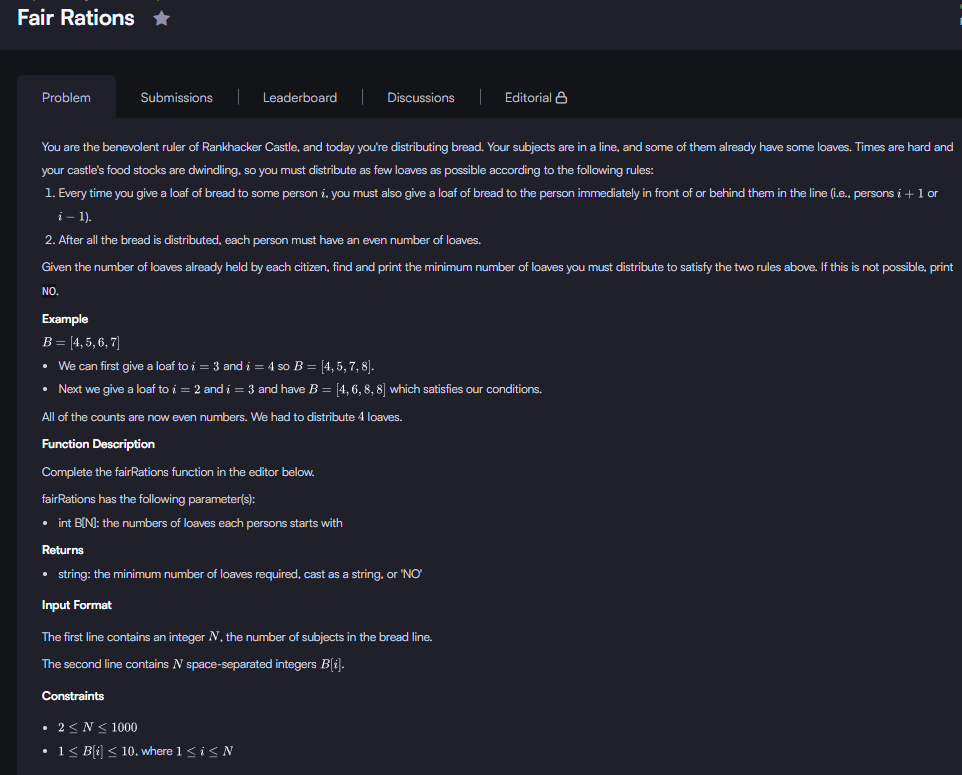 Fair Rations
Problem
Submissions
Leaderboard
Discussions
Editorial
You are the benevolent ruler of Rankhacker Castle, and today you're distributing bread. Your subjects are in a line, and some of them already have some loaves. Times are hard and
your castle's food stocks are dwindling, so you must distribute as few loaves as possible according to the following rules:
1. Every time you give a loaf of bread to some person i, you must also give a loaf of bread to the person immediately in front of or behind them in the line (i.e., persons i + 1 or
i − 1).
2. After all the bread is distributed, each person must have an even number of loaves.
Given the number of loaves already held by each citizen, find and print the minimum number of loaves you must distribute to satisfy the two rules above. If this is not possible, print
NO.
Example
B = [4, 5, 6, 7]
• We can first give a loaf to i = 3 and i = 4 so B = [4, 5, 7, 8].
• Next we give a loaf to i = 2 and i = 3 and have B = [4, 6, 8, 8] which satisfies our conditions.
All of the counts are now even numbers. We had to distribute 4 loaves.
Function Description
Complete the fairRations function in the editor below.
fairRations has the following parameter(s):
• int B[N]: the numbers of loaves each persons starts with
Returns
• string: the minimum number of loaves required, cast as a string, or 'NO'
Input Format
The first line contains an integer N, the number of subjects in the bread line.
The second line contains N space-separated integers B[i].
Constraints
• 2 ≤ N ≤ 1000
• 1 ≤ B[i] ≤ 10, where 1 ≤ i ≤ N